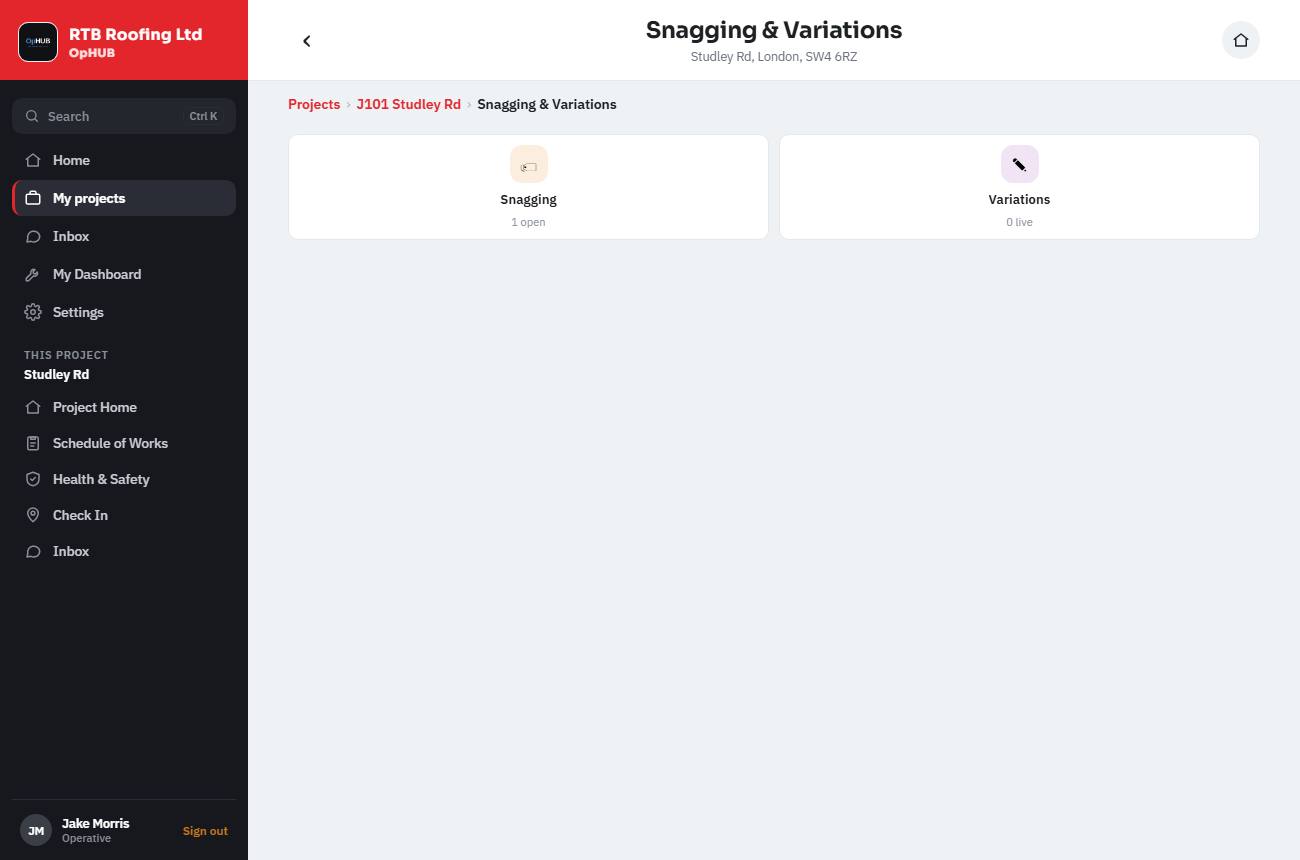 OpHUB
RTB Roofing Ltd
OpHUB
Search
Ctrl K
Home
My projects
Inbox
My Dashboard
Settings
THIS PROJECT
Studley Rd
Project Home
Schedule of Works
Health & Safety
Check In
Inbox
JM
Jake Morris
Operative
Sign out
Snagging & Variations
Studley Rd, London, SW4 6RZ
Projects › J101 Studley Rd › Snagging & Variations
Snagging
1 open
Variations
0 live